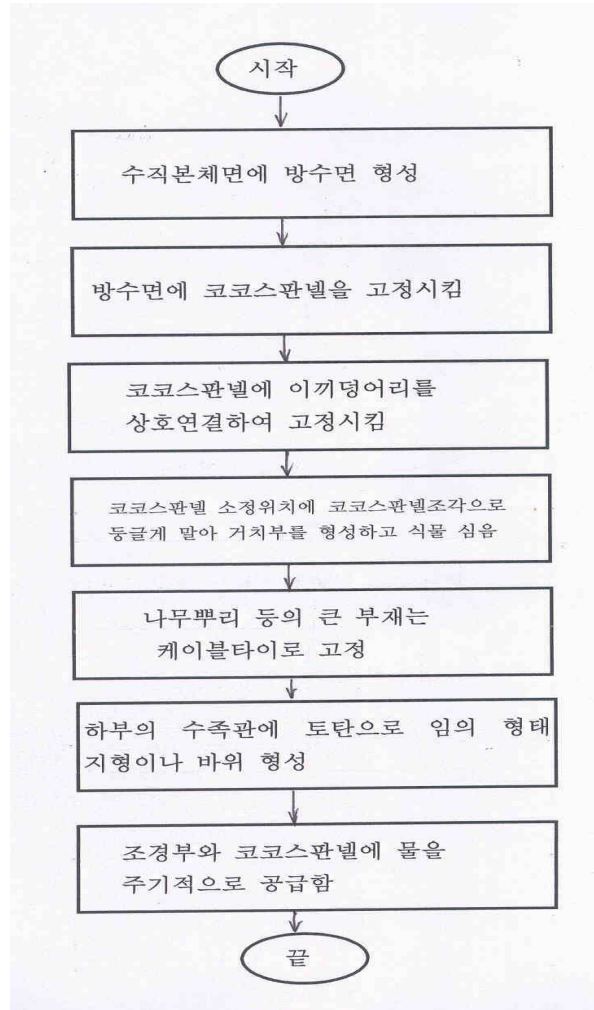 시작
수직본체면에 방수면 형성
방수면에 코코스판넬을 고정시킴
코코스판넬에 이끼덩어리를
상호연결하여 고정시킴
코코스판넬 소정위치에 코코스판넬조각으로
둥글게 말아 거치부를 형성하고 식물 심음
나무뿌리 등의 큰 부재는
케이블타이로 고정
하부의 수족관에 토탄으로 임의 형태
지형이나 바위 형성
조경부와 코코스판넬에 물을
주기적으로 공급함
끝